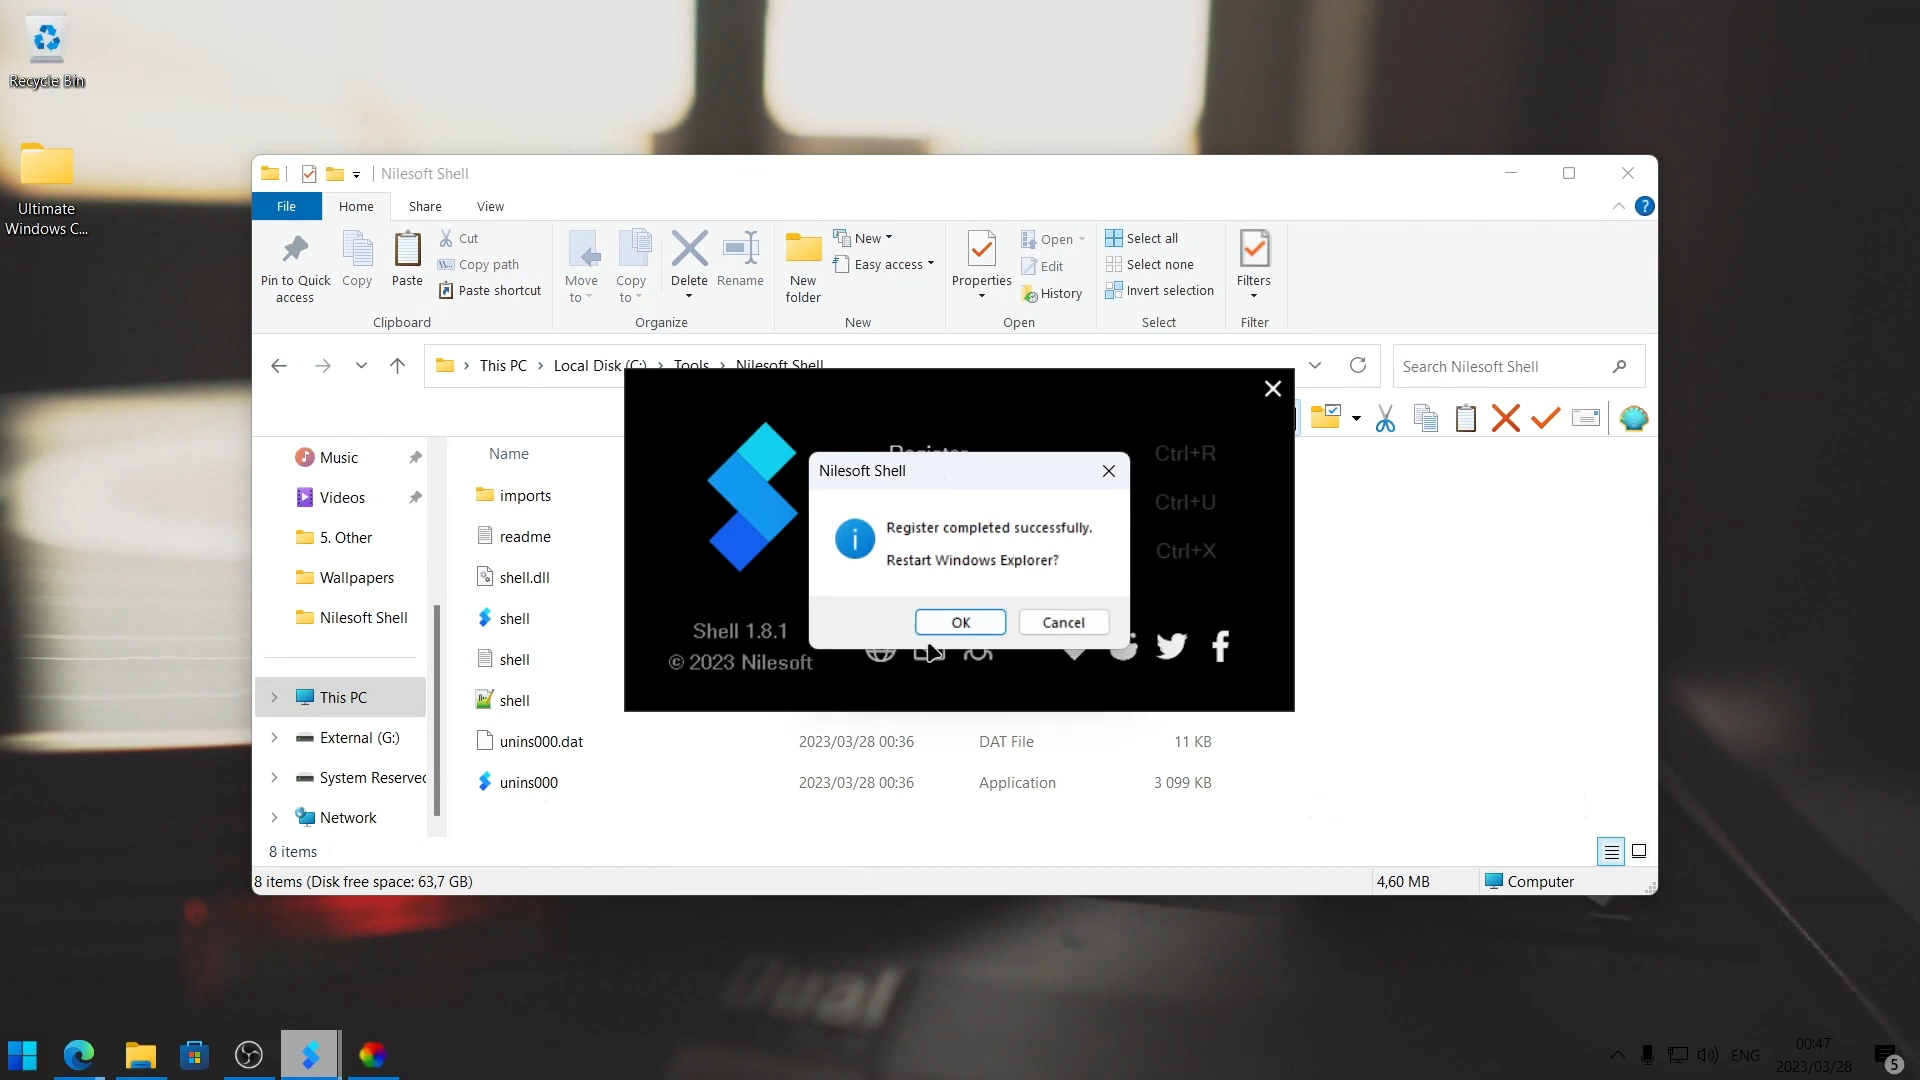 Recycle Bin
Ultimate
Windows C...
Nilesoft Shell
File
Home
Share
View
?
Pin to Quick
access
Copy
Paste
Cut
Copy path
Paste shortcut
Clipboard
Move
to
Copy
to
Delete
Rename
Organize
New
folder
New
Easy access
New
Properties
Open
Edit
History
Open
Select all
Select none
Invert selection
Select
Filters
Filter
This PC
Local Disk (C:)
Tools
Nilesoft Shell
Search Nilesoft Shell
Music
Videos
5. Other
Wallpapers
Nilesoft Shell
This PC
External (G:)
System Reserved
Network
Name
imports
readme
shell.dll
shell
shell
shell
unins000.dat
2023/03/28 00:36
DAT File
11 KB
unins000
2023/03/28 00:36
Application
3 099 KB
Register
Ctrl+R
Ctrl+U
Ctrl+X
Shell 1.8.1
© 2023 Nilesoft
Nilesoft Shell
Register completed successfully.
Restart Windows Explorer?
OK
Cancel
8 items
8 items (Disk free space: 63,7 GB)
4,60 MB
Computer
Dual
ENG
00:47
2023/03/28
5